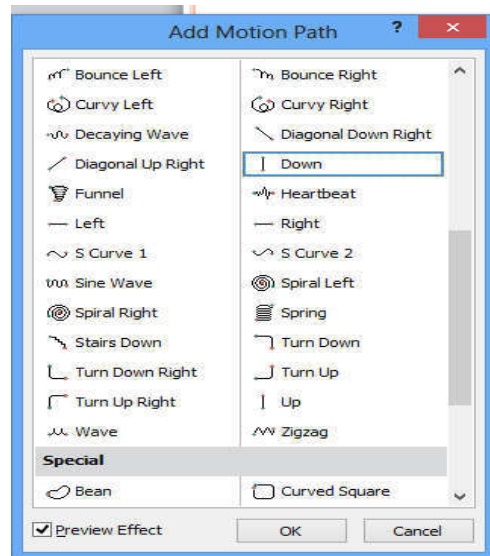 Add Motion Path ?
Bounce Left Bounce Right
Curvy Left Curvy Right
Decaying Wave Diagonal Down Right
Diagonal Up Right Down
Funnel Heartbeat
Left Right
S Curve 1 S Curve 2
Sine Wave Spiral Left
Spiral Right Spring
Stairs Down Turn Down
Turn Down Right Turn Up
Turn Up Right Up
Wave Zigzag
Special
Bean Curved Square
Preview Effect OK Cancel